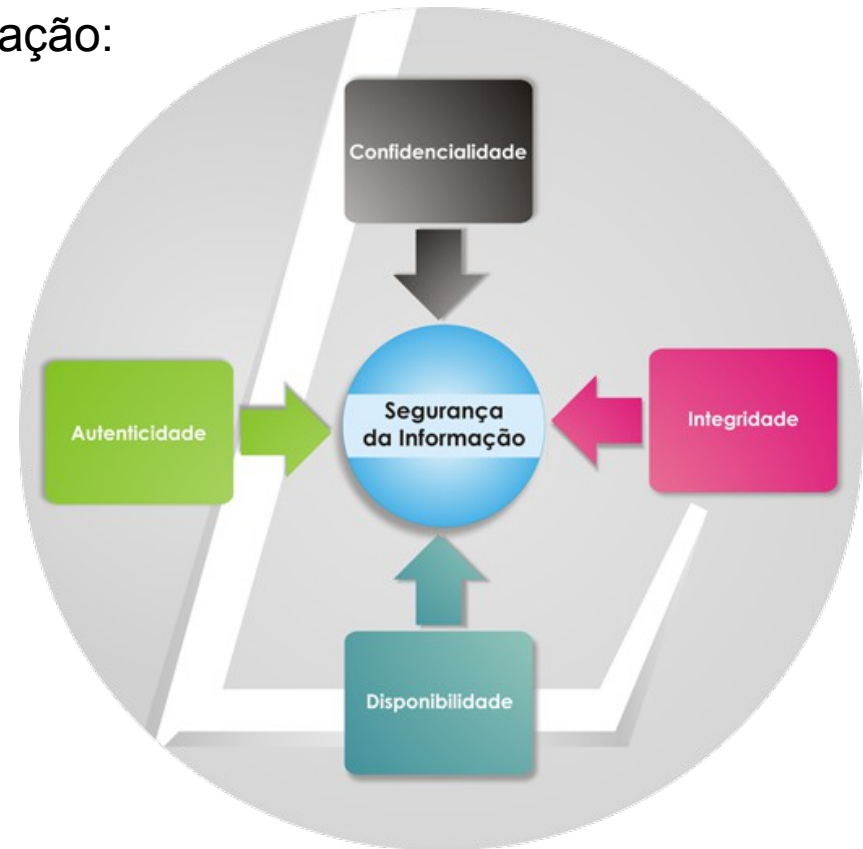 ação:
Confidencialidade
Autenticidade
Segurança
da Informação
Integridade
Disponibilidade